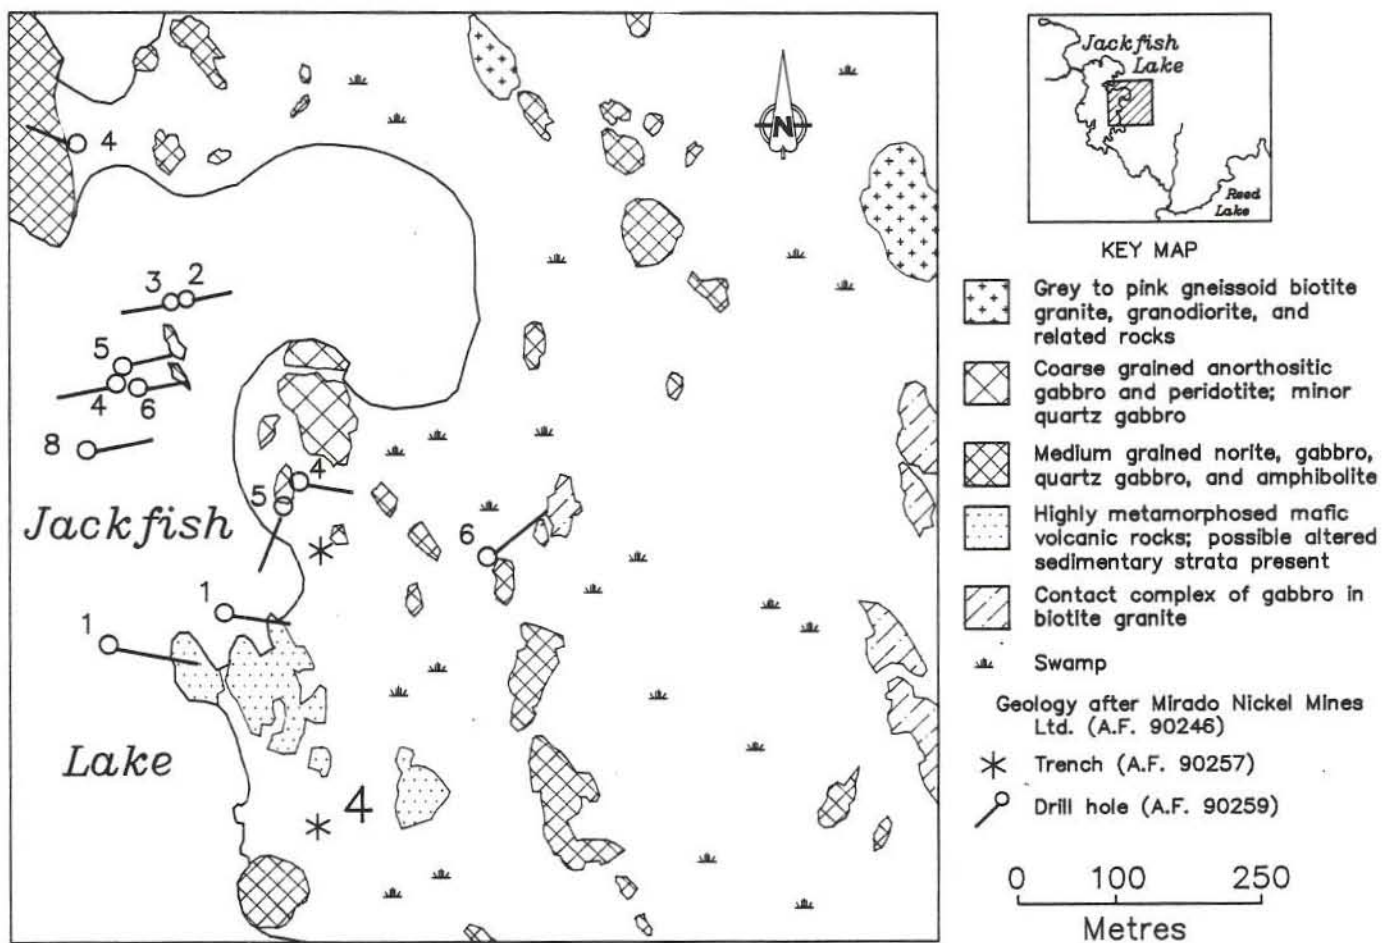 4
3 2
5
4 6
8
4
5
6
1
1
Jackfish
Lake
4
N
Jackfish
Lake
Reed
Lake
KEY MAP
Grey to pink gneissoid biotite
granite, granodiorite, and
related rocks
Coarse grained anorthositic
gabbro and peridotite; minor
quartz gabbro
Medium grained norite, gabbro,
quartz gabbro, and amphibolite
Highly metamorphosed mafic
volcanic rocks; possible altered
sedimentary strata present
Contact complex of gabbro in
biotite granite
Swamp
Geology after Mirado Nickel Mines
Ltd. (A.F. 90246)
Trench (A.F. 90257)
Drill hole (A.F. 90259)
0 100 250
Metres